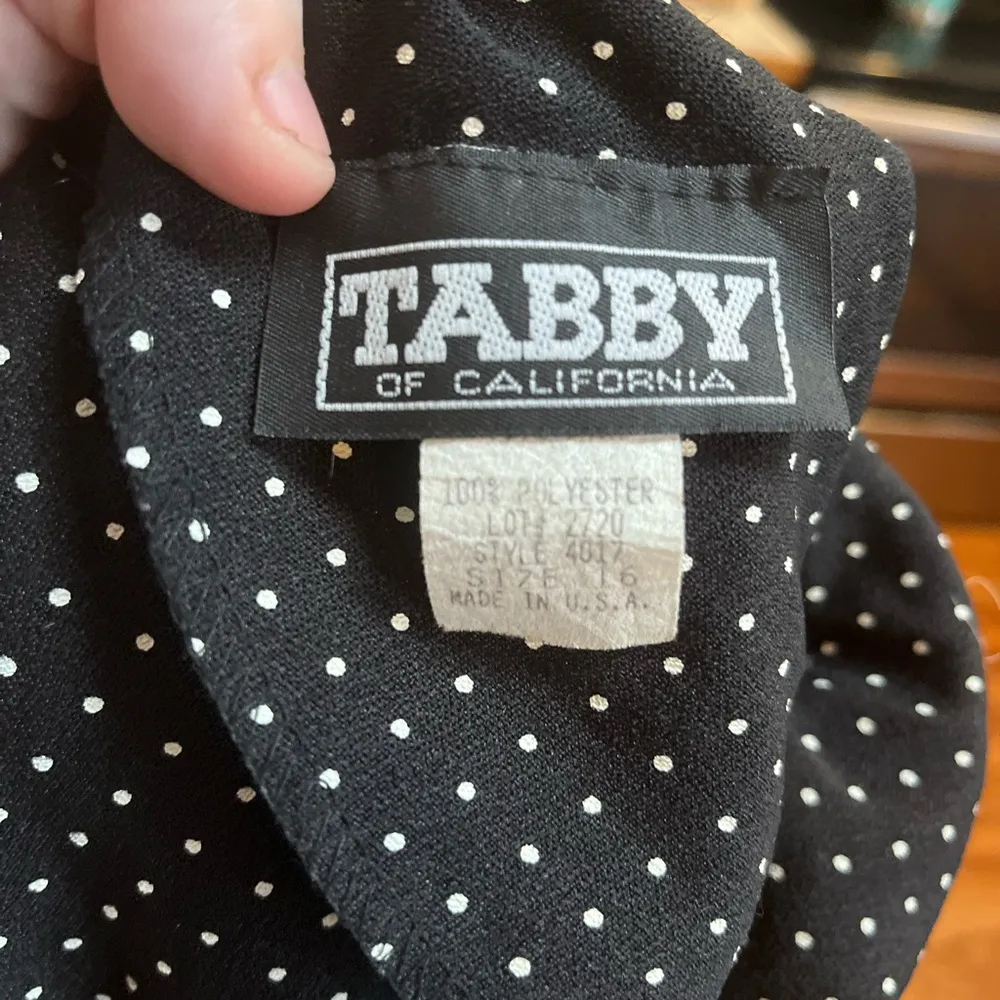 TABBY
OF CALIFORNIA
100% POLYESTER
LOT: 2720
STYLE 4017
SIZE 16
MADE IN U.S.A.